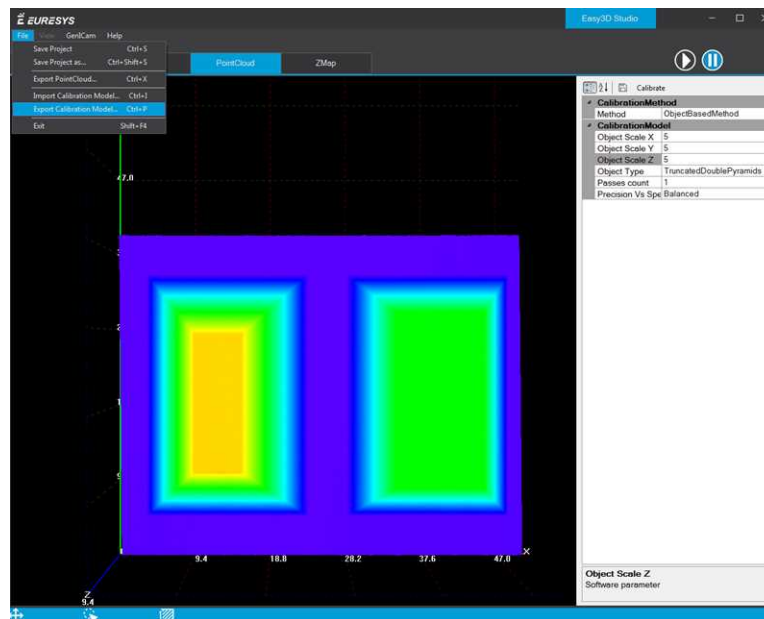 EURESYS
Easy3D Studio
File View GenICam Help
Save Project Ctrl+S
Save Project as... Ctrl+Shift+S
Export PointCloud... Ctrl+X
Import Calibration Model... Ctrl+I
Export Calibration Model... Ctrl+P
Exit Shift+F4
PointCloud ZMap
Calibrate
CalibrationMethod
Method ObjectBasedMethod
CalibrationModel
Object Scale X 5
Object Scale Y 5
Object Scale Z 5
Object Type TruncatedDoublePyramids
Passes count 1
Precision Vs Spe Balanced
47.0
9.4 18.8 28.2 37.6 47.0 X
Z
9.4
Object Scale Z
Software parameter